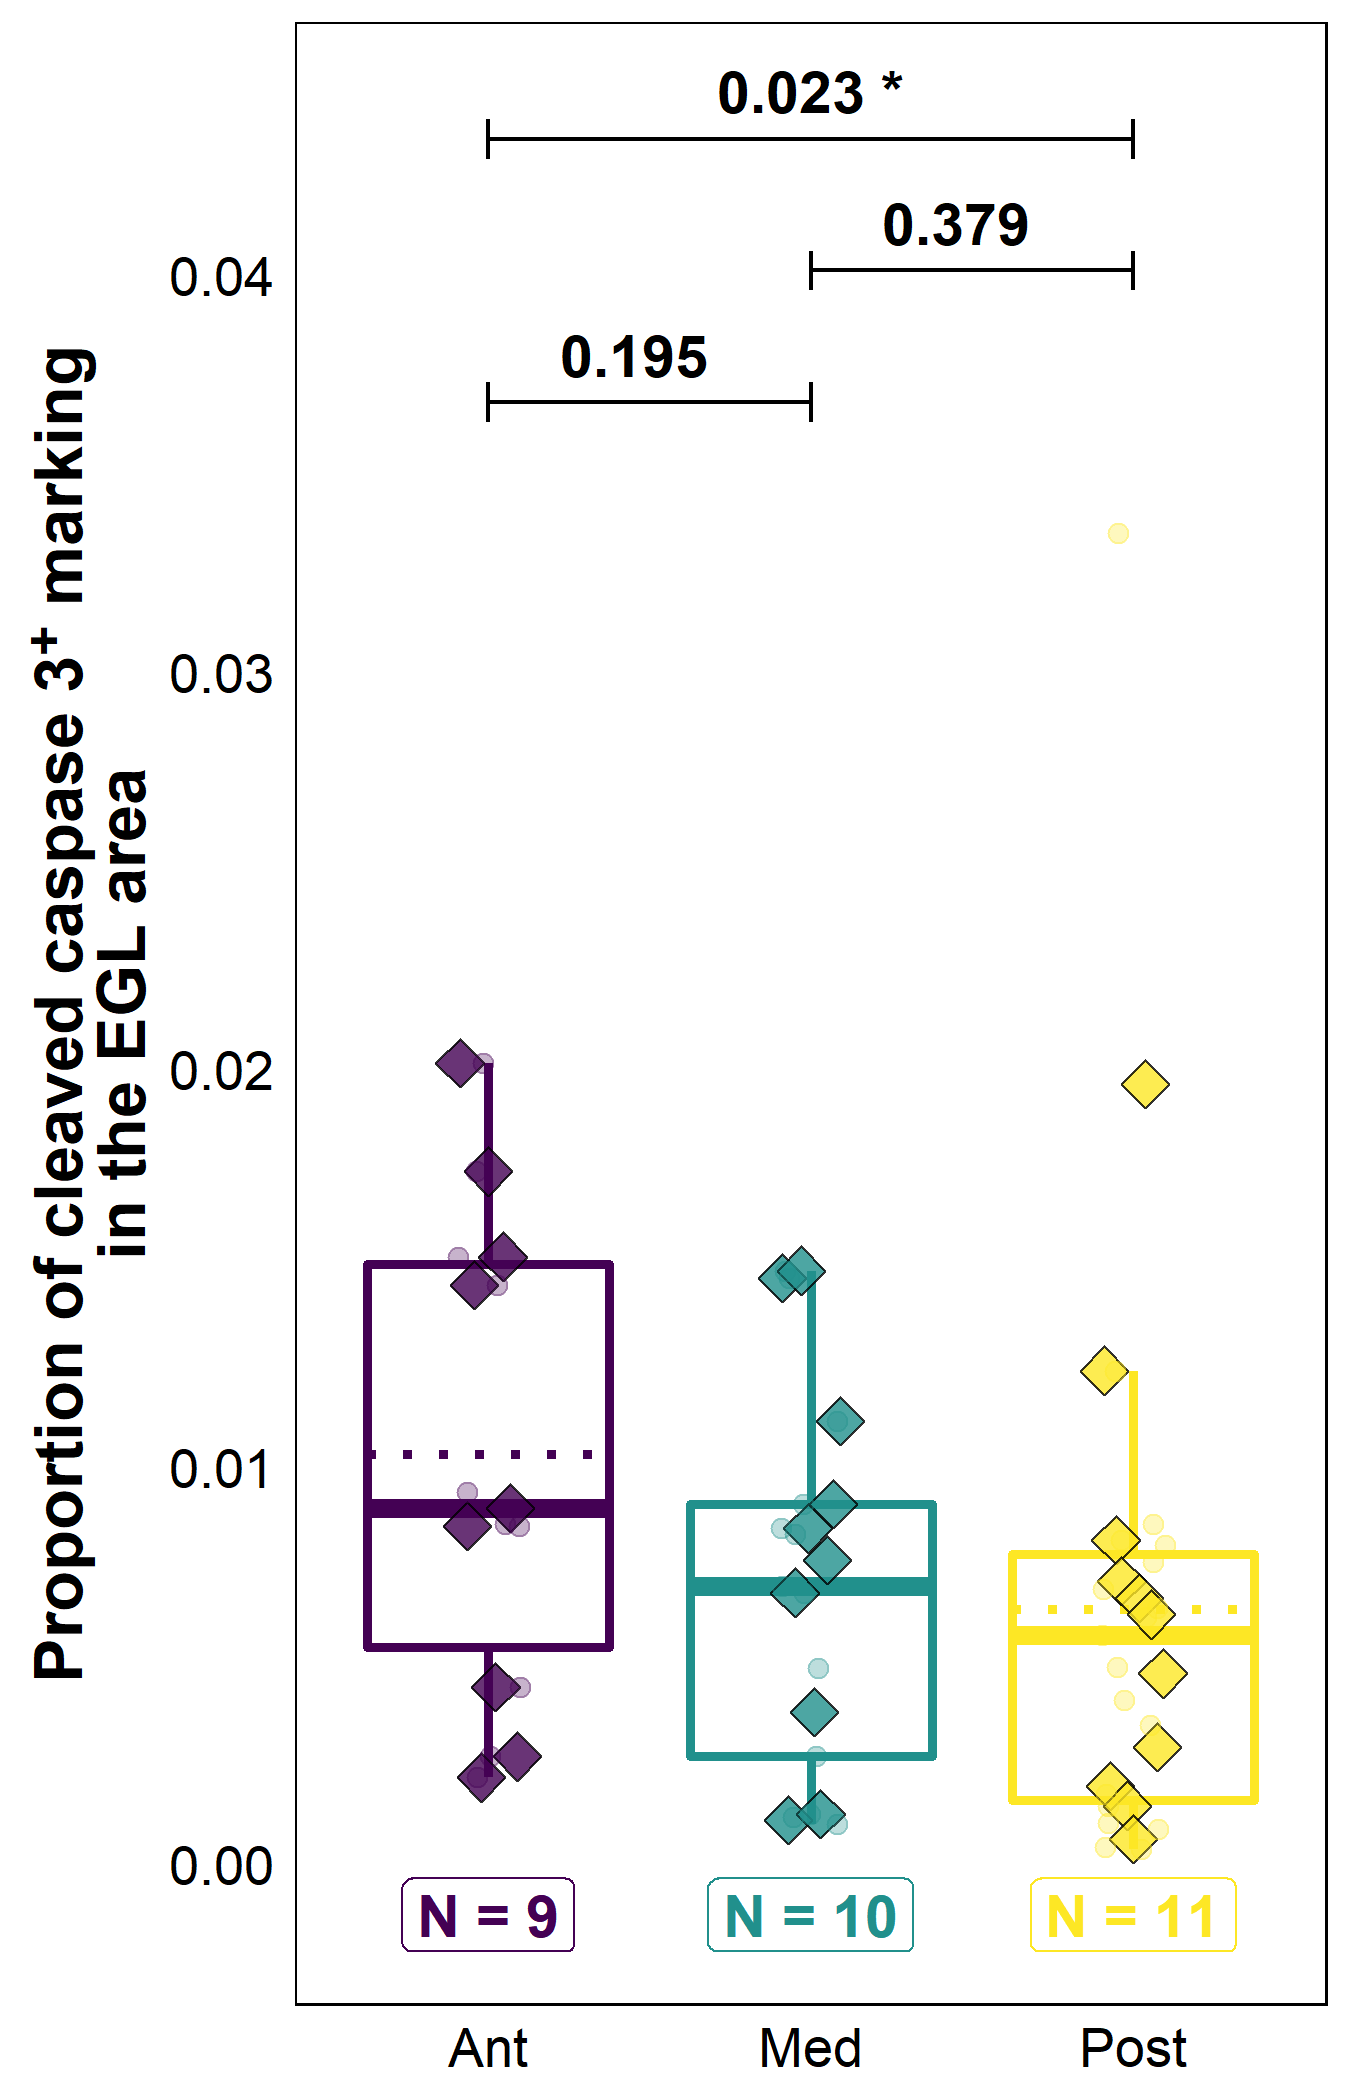 0.023 *
0.379
0.195
Proportion of cleaved caspase 3⁺ marking
in the EGL area
0.04
0.03
0.02
0.01
0.00
N = 9
N = 10
N = 11
Ant
Med
Post